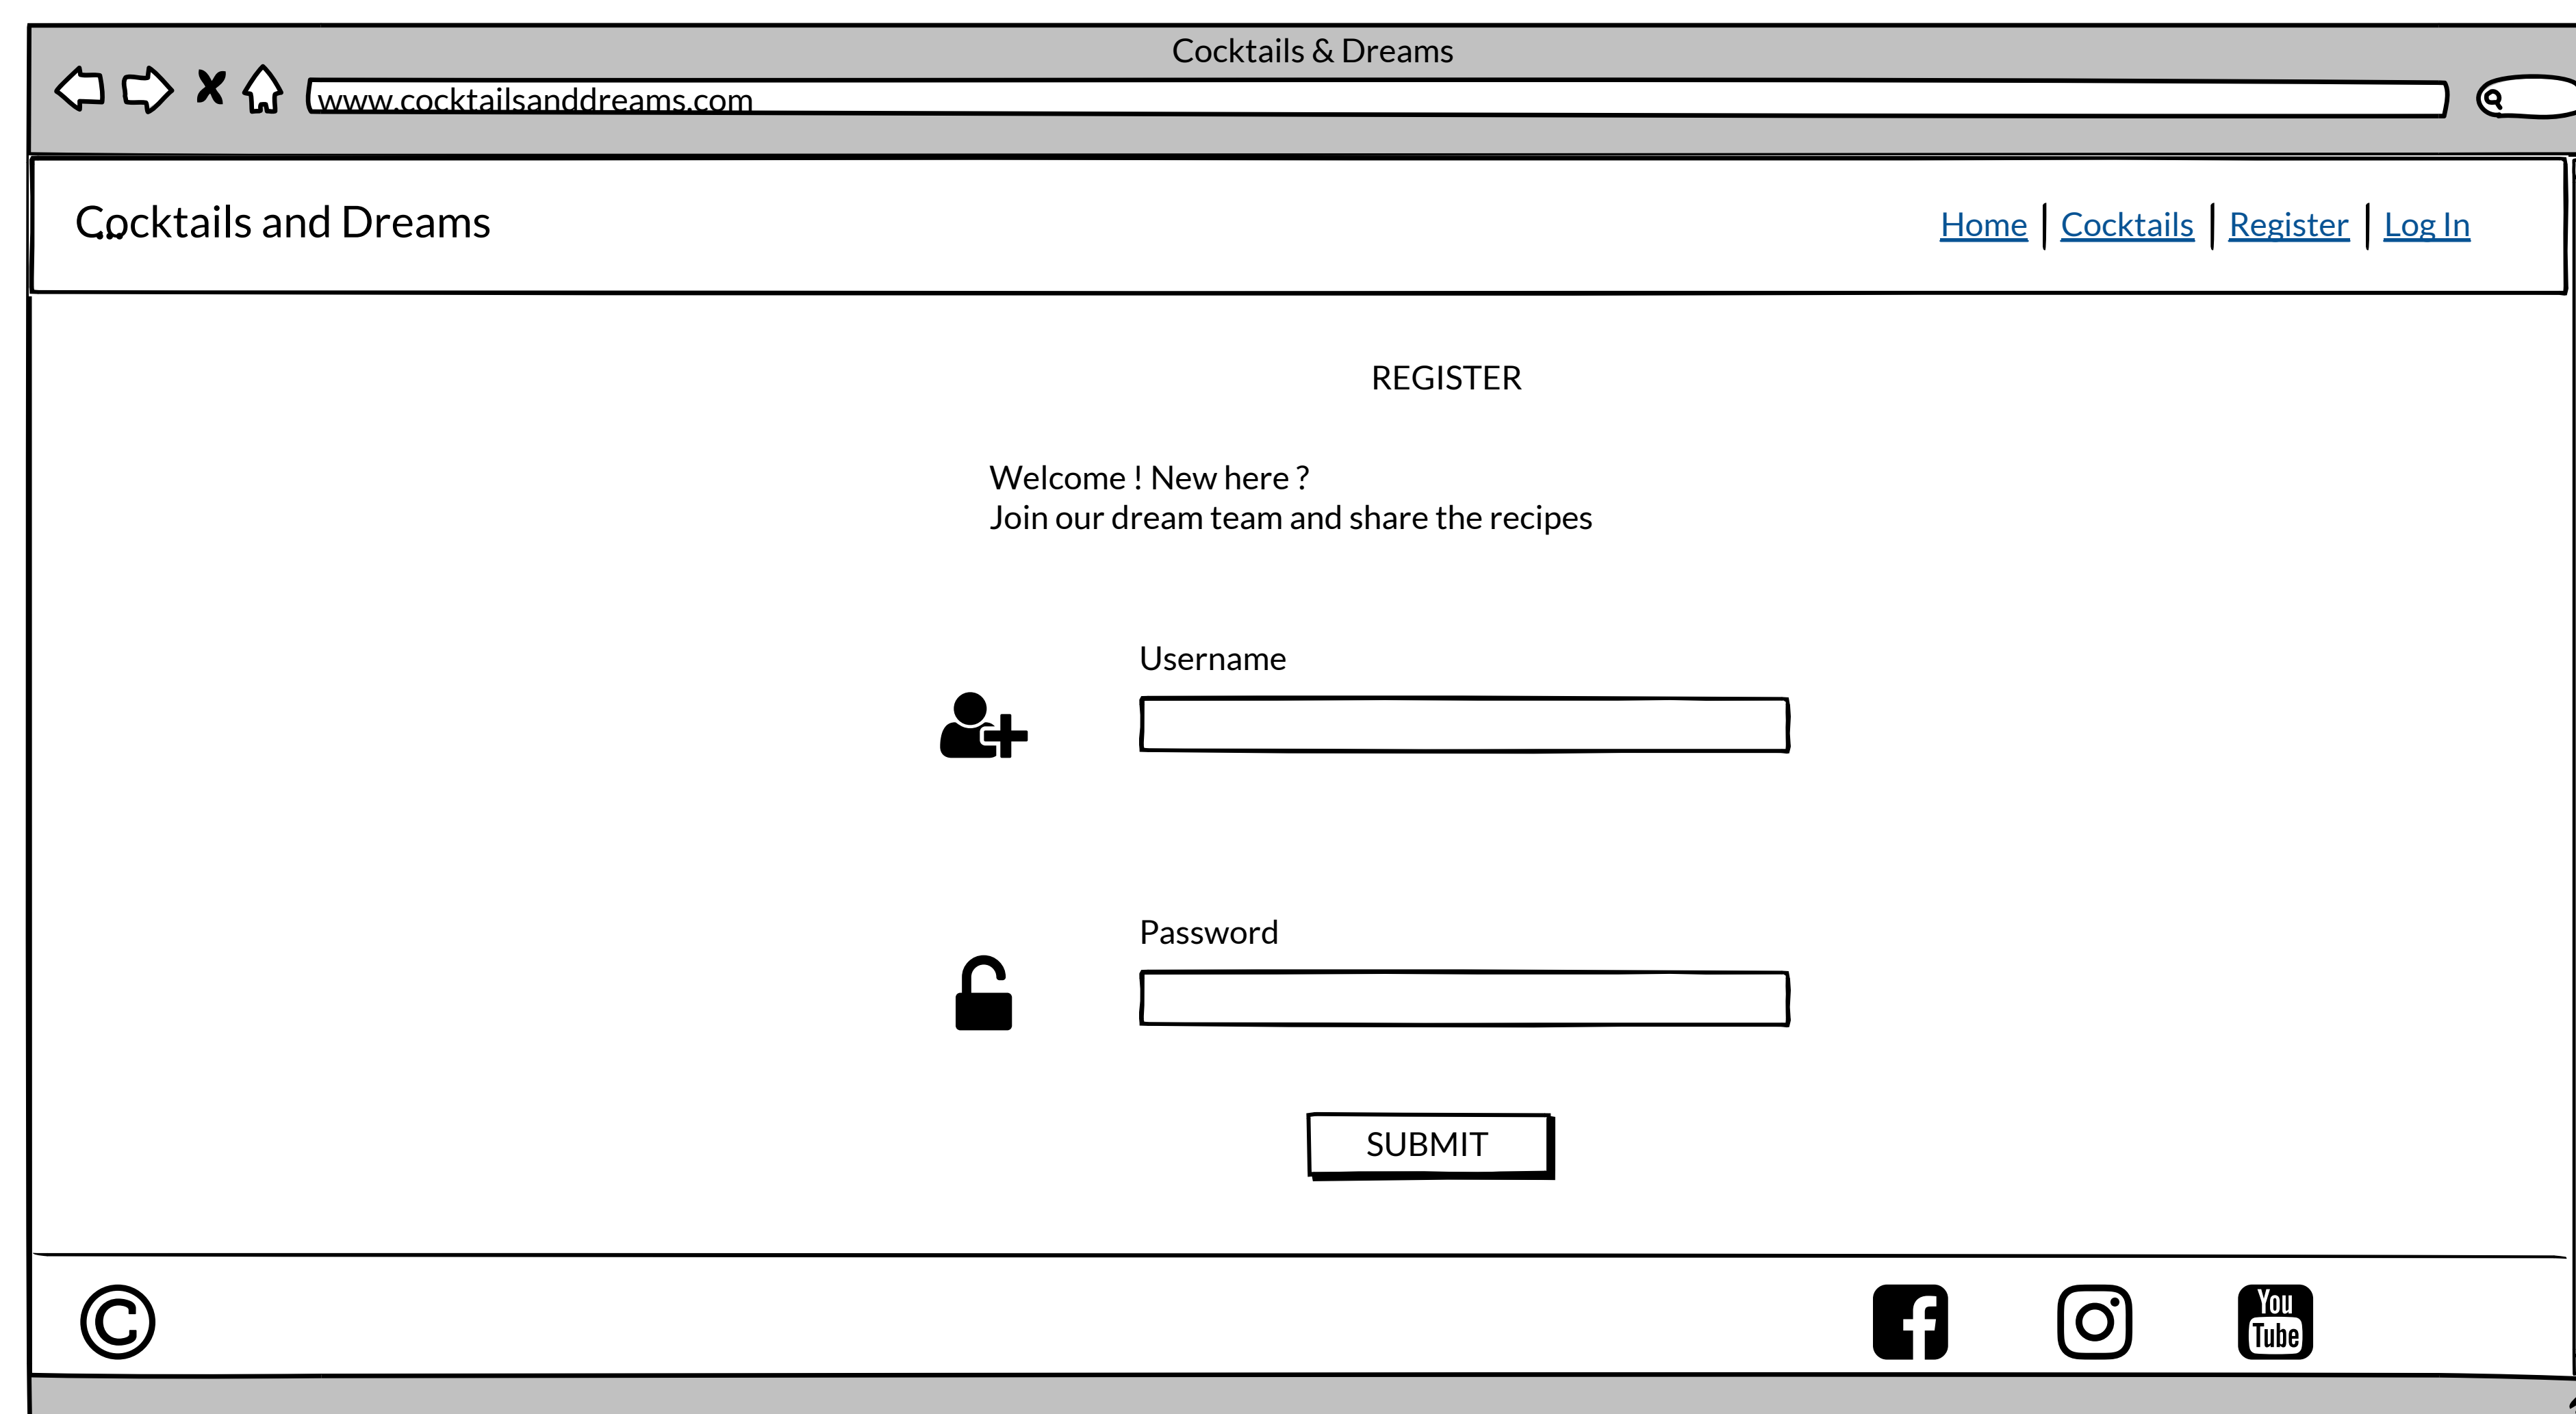 Cocktails & Dreams
www.cocktailsanddreams.com
Cocktails and Dreams
Home | Cocktails | Register | Log In
REGISTER
Welcome ! New here ?
Join our dream team and share the recipes
Username
Password
SUBMIT
©
You
Tube